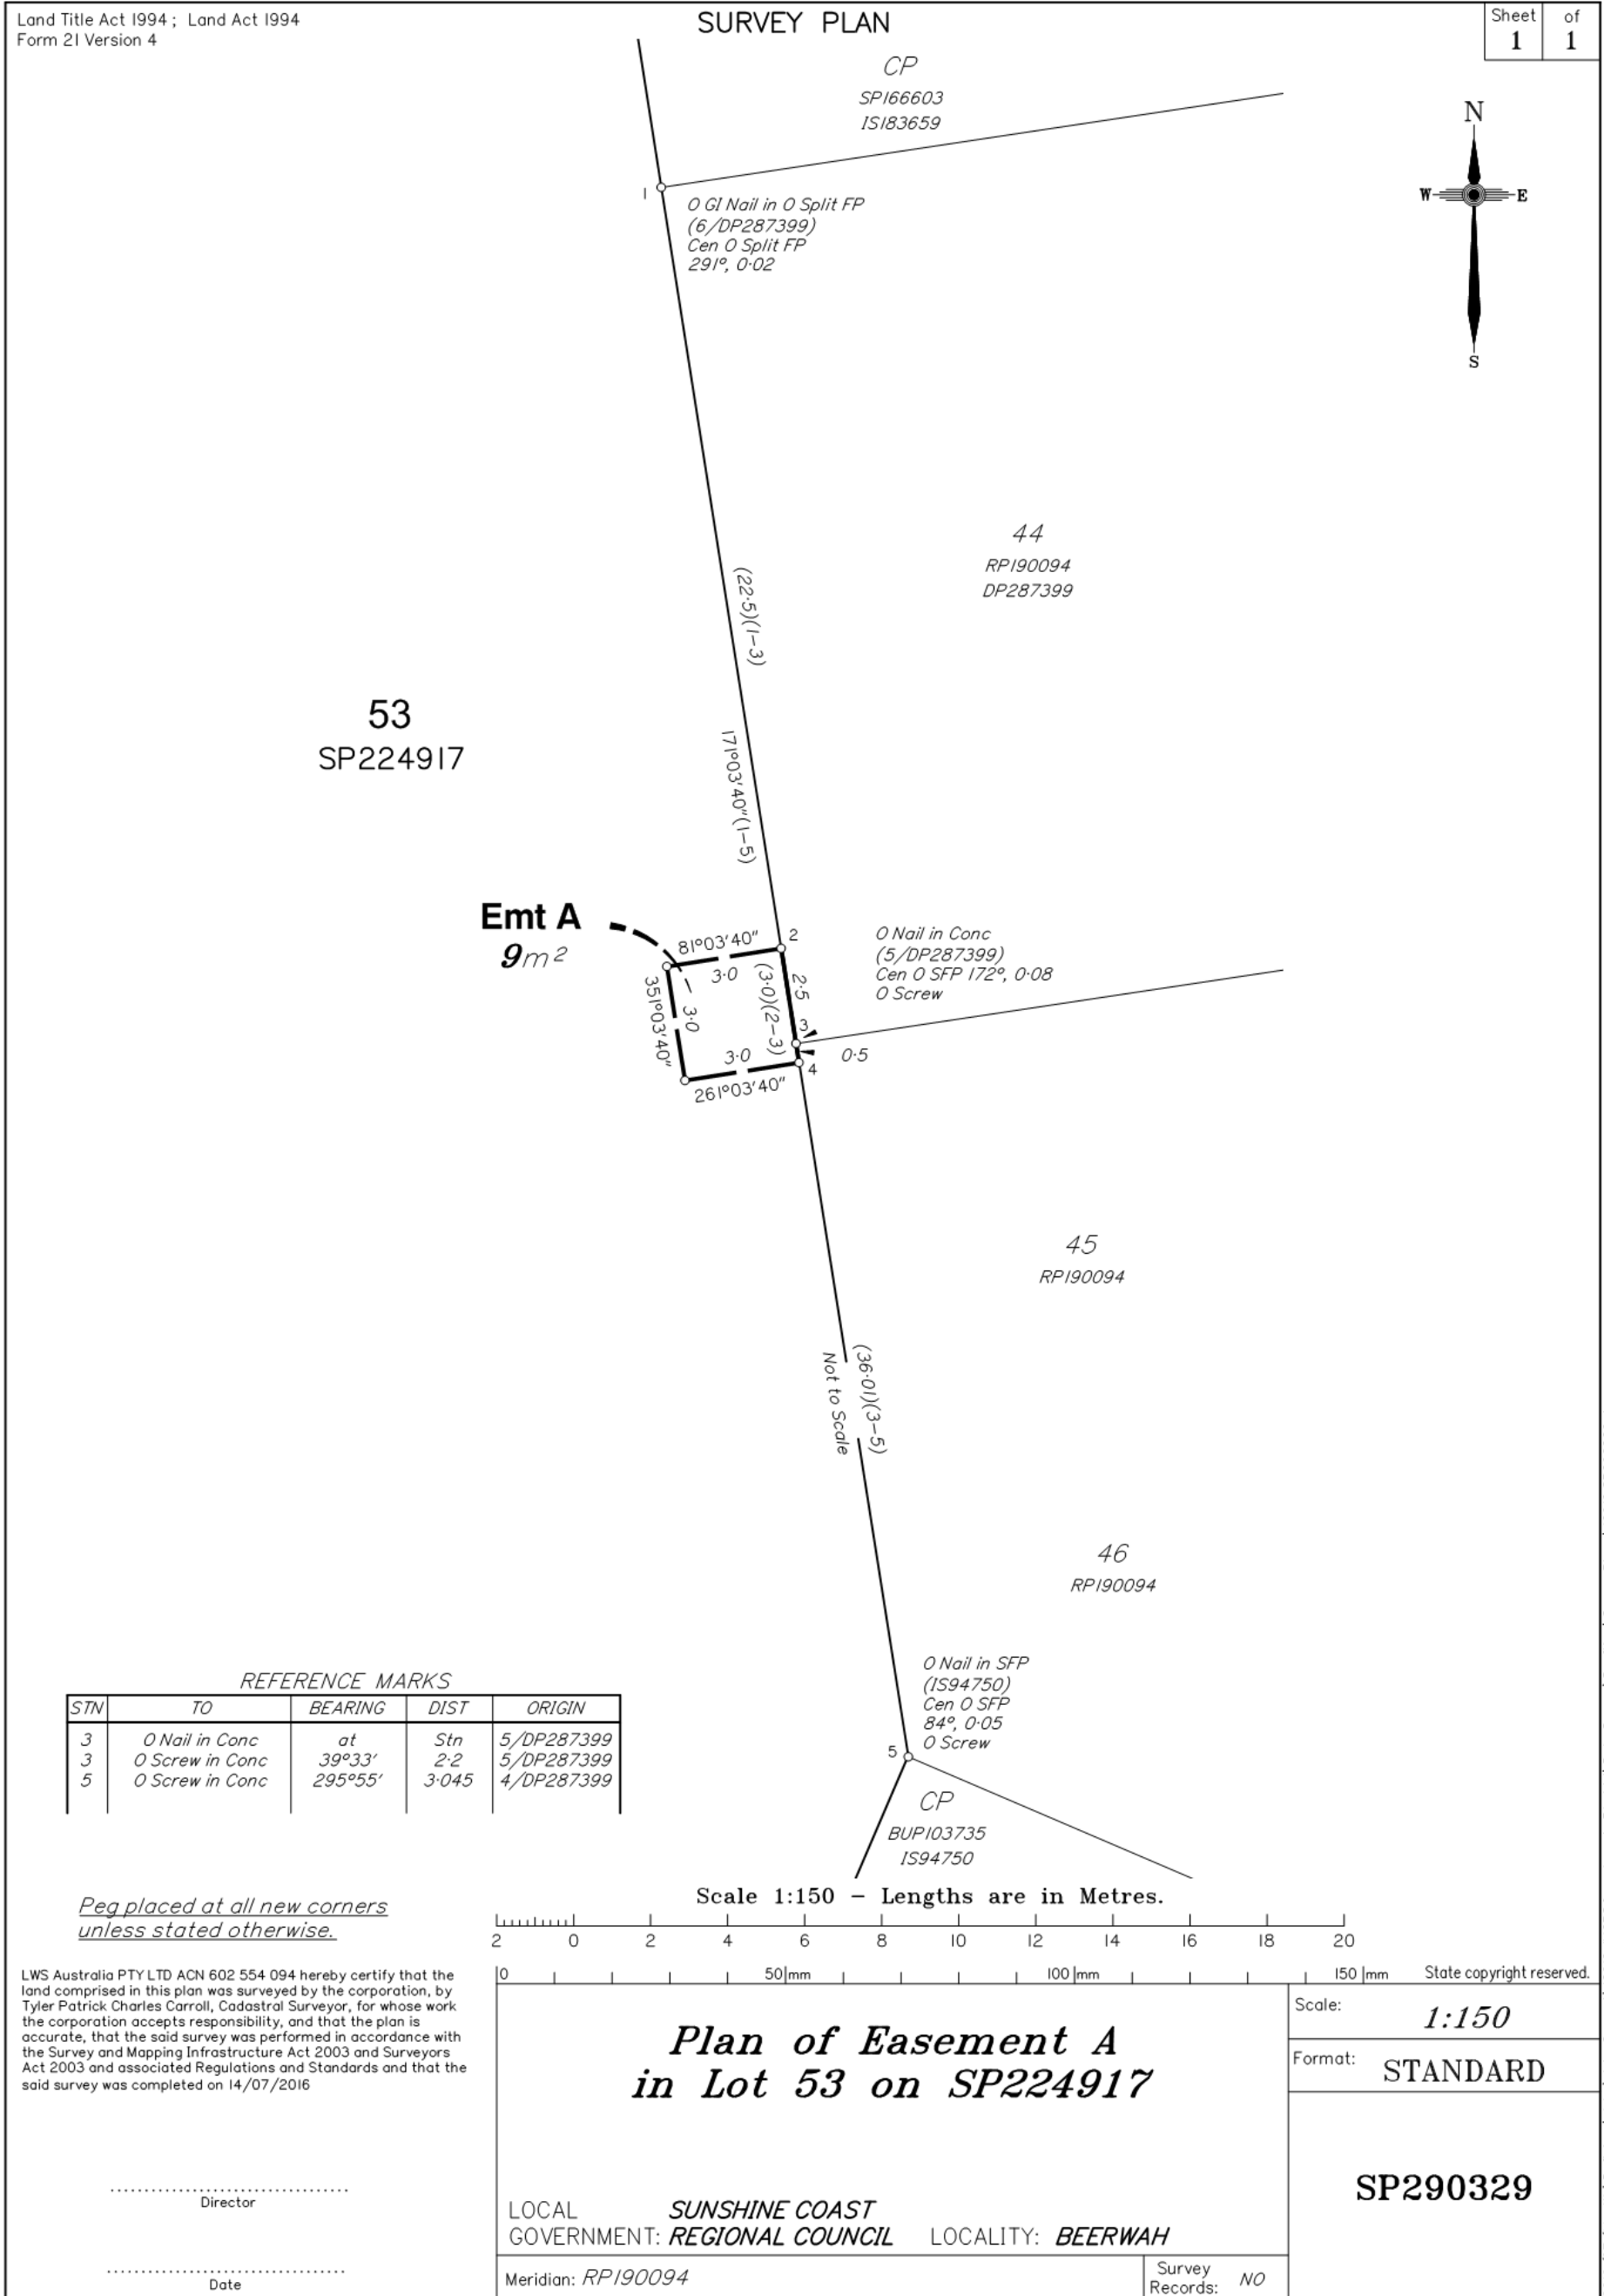 Land Title Act 1994 ; Land Act 1994
Form 21 Version 4
SURVEY PLAN
Sheet of
1 1
CP
SP166603
IS183659
N
W E
S
1
O GI Nail in O Split FP
(6/DP287399)
Cen O Split FP
291°, 0·02
44
RP190094
DP287399
(22·5)(1–3)
171°03'40"(1–5)
53
SP224917
Emt A
9m²
81°03'40"
3·0
2
2·5
(3·0)(2–3)
351°03'40"
3·0
3·0
261°03'40"
3
4
0·5
O Nail in Conc
(5/DP287399)
Cen O SFP 172°, 0·08
O Screw
45
RP190094
(36·01)(3–5)
Not to Scale
46
RP190094
O Nail in SFP
(IS94750)
Cen O SFP
84°, 0·05
O Screw
5
CP
BUP103735
IS94750
REFERENCE MARKS
STN TO BEARING DIST ORIGIN
3 O Nail in Conc at Stn 5/DP287399
3 O Screw in Conc 39°33' 2·2 5/DP287399
5 O Screw in Conc 295°55' 3·045 4/DP287399
Peg placed at all new corners
unless stated otherwise.
Scale 1:150 – Lengths are in Metres.
2 0 2 4 6 8 10 12 14 16 18 20
0 50 mm 100 mm 150 mm State copyright reserved.
LWS Australia PTY LTD ACN 602 554 094 hereby certify that the
land comprised in this plan was surveyed by the corporation, by
Tyler Patrick Charles Carroll, Cadastral Surveyor, for whose work
the corporation accepts responsibility, and that the plan is
accurate, that the said survey was performed in accordance with
the Survey and Mapping Infrastructure Act 2003 and Surveyors
Act 2003 and associated Regulations and Standards and that the
said survey was completed on 14/07/2016
Director
Date
Plan of Easement A
in Lot 53 on SP224917
LOCAL SUNSHINE COAST
GOVERNMENT: REGIONAL COUNCIL LOCALITY: BEERWAH
Meridian: RP190094
Survey
Records: NO
Scale: 1:150
Format: STANDARD
SP290329